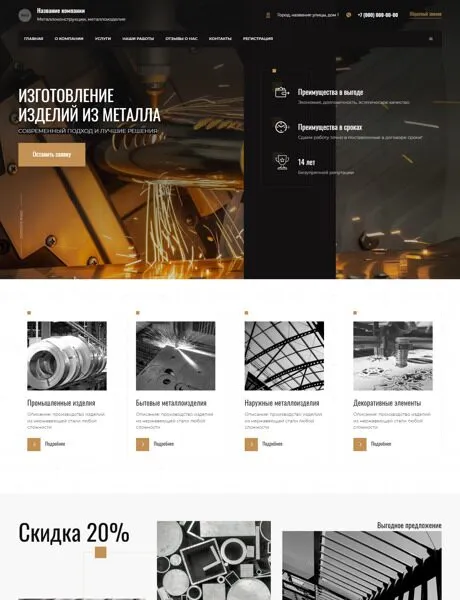 Название компании
Металлоконструкции, металлоизделия
Город, название улицы, дом 1
+7 (000) 000-00-00
Обратный звонок
ГЛАВНАЯ О КОМПАНИИ УСЛУГИ НАШИ РАБОТЫ ОТЗЫВЫ О НАС КОНТАКТЫ РЕГИСТРАЦИЯ
ИЗГОТОВЛЕНИЕ
ИЗДЕЛИЙ ИЗ МЕТАЛЛА
СОВРЕМЕННЫЙ ПОДХОД И ЛУЧШИЕ РЕШЕНИЯ
Оставить заявку
Преимущества в выгоде
Экономия, долговечность, эстетическое качество
Преимущества в сроках
Сдаем работу точно в поставленные в договоре сроки!
14 лет
Безупречной репутации
Промышленные изделия
Описание: производство изделий
из нержавеющей стали любой
сложности
Подробнее
Бытовые металлоизделия
Описание: производство изделий
из нержавеющей стали любой
сложности
Подробнее
Наружные металлоизделия
Описание: производство изделий
из нержавеющей стали любой
сложности
Подробнее
Декоративные элементы
Описание: производство изделий
из нержавеющей стали любой
сложности
Подробнее
Скидка 20%
Выгодное предложение